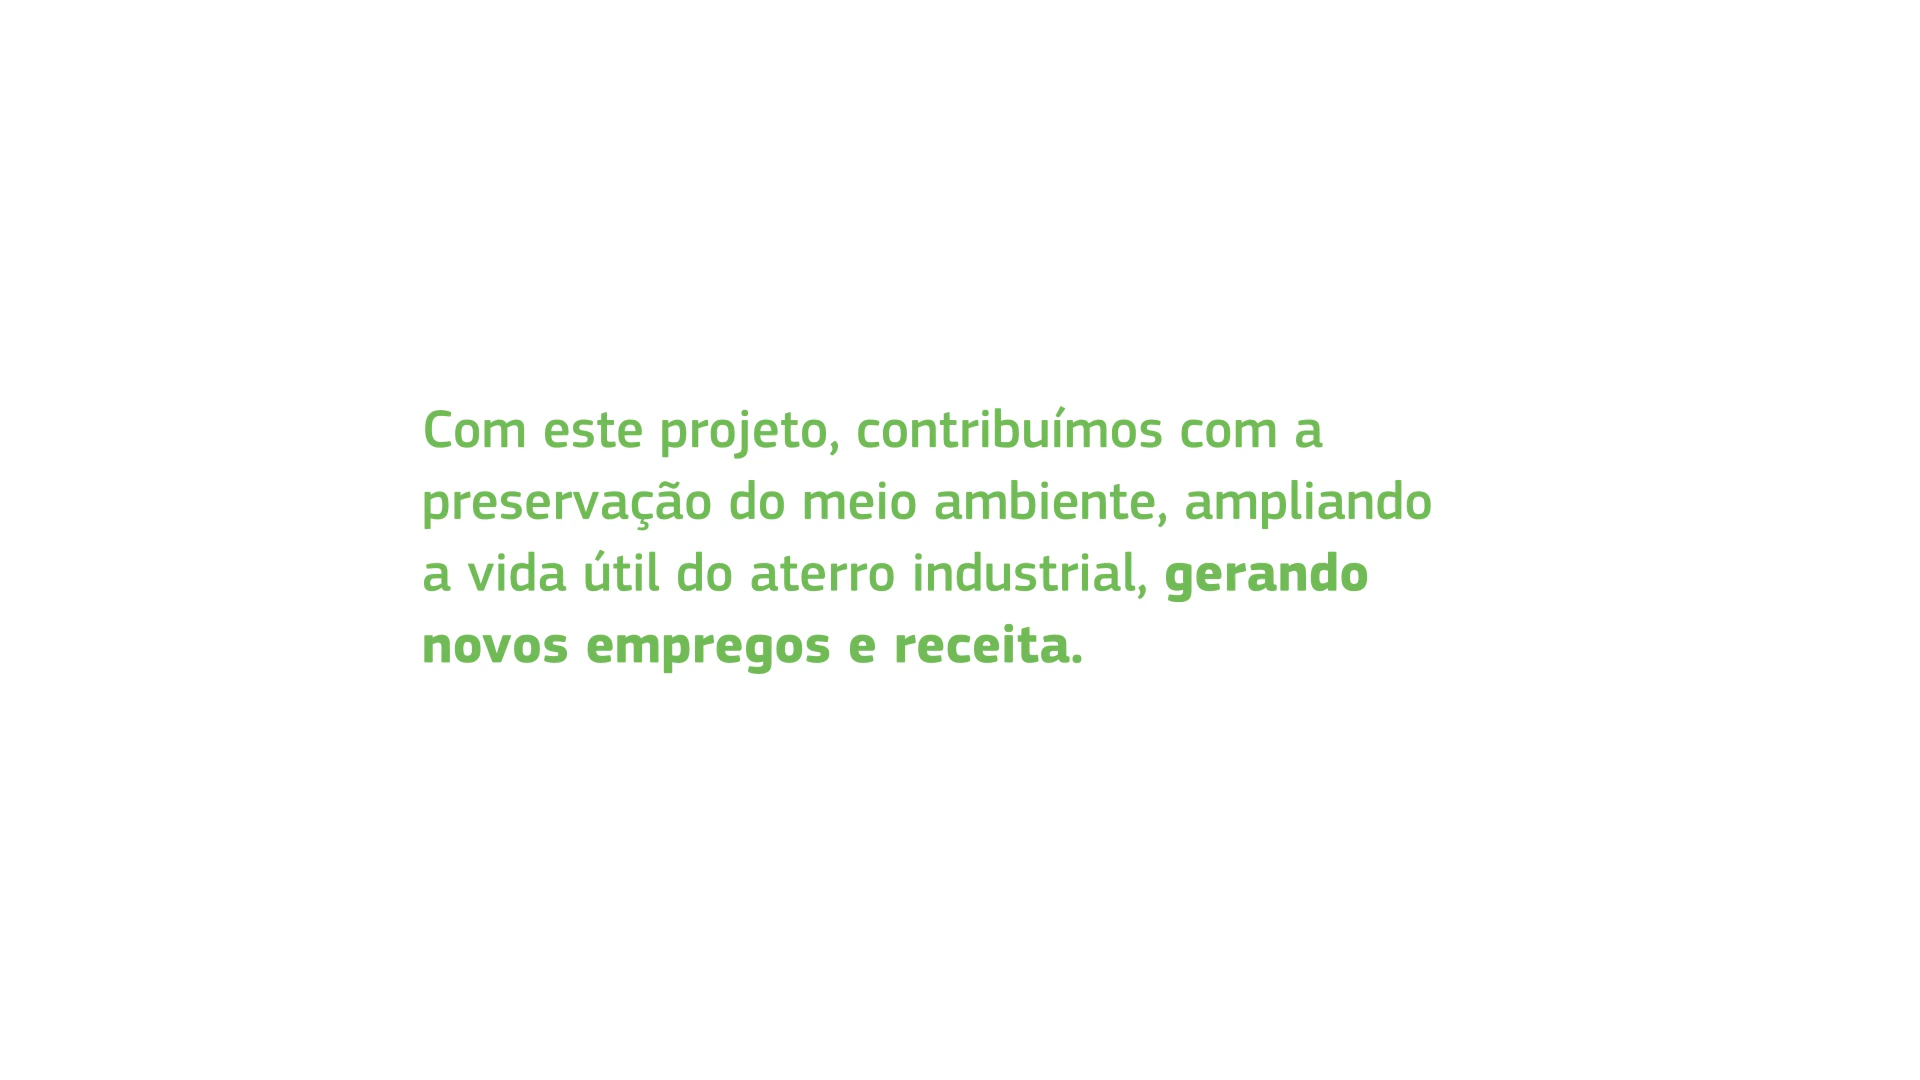 Com este projeto, contribuímos com a
preservação do meio ambiente, ampliando
a vida útil do aterro industrial, gerando
novos empregos e receita.